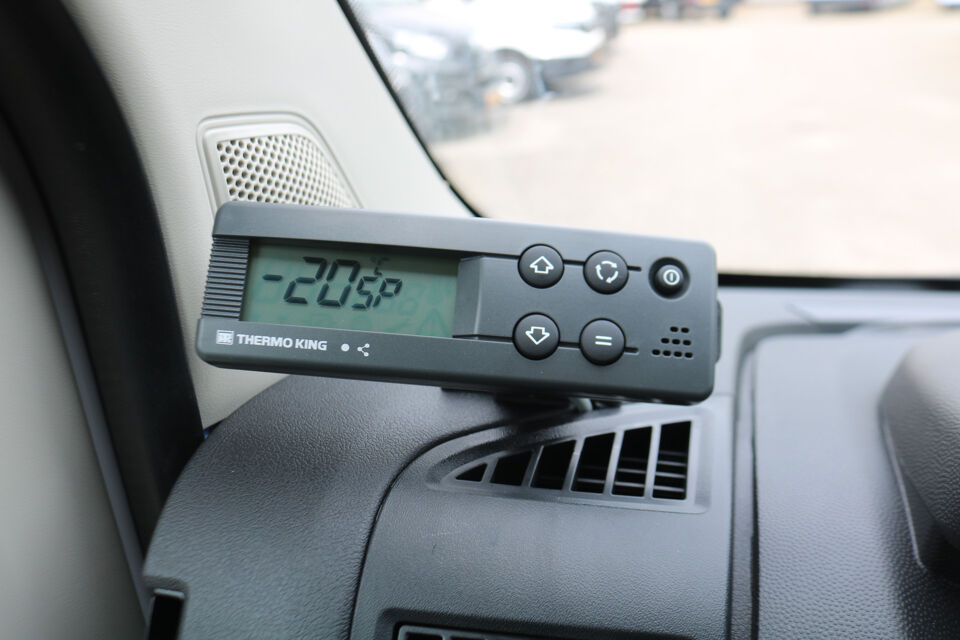 -20°C SP
THERMO KING